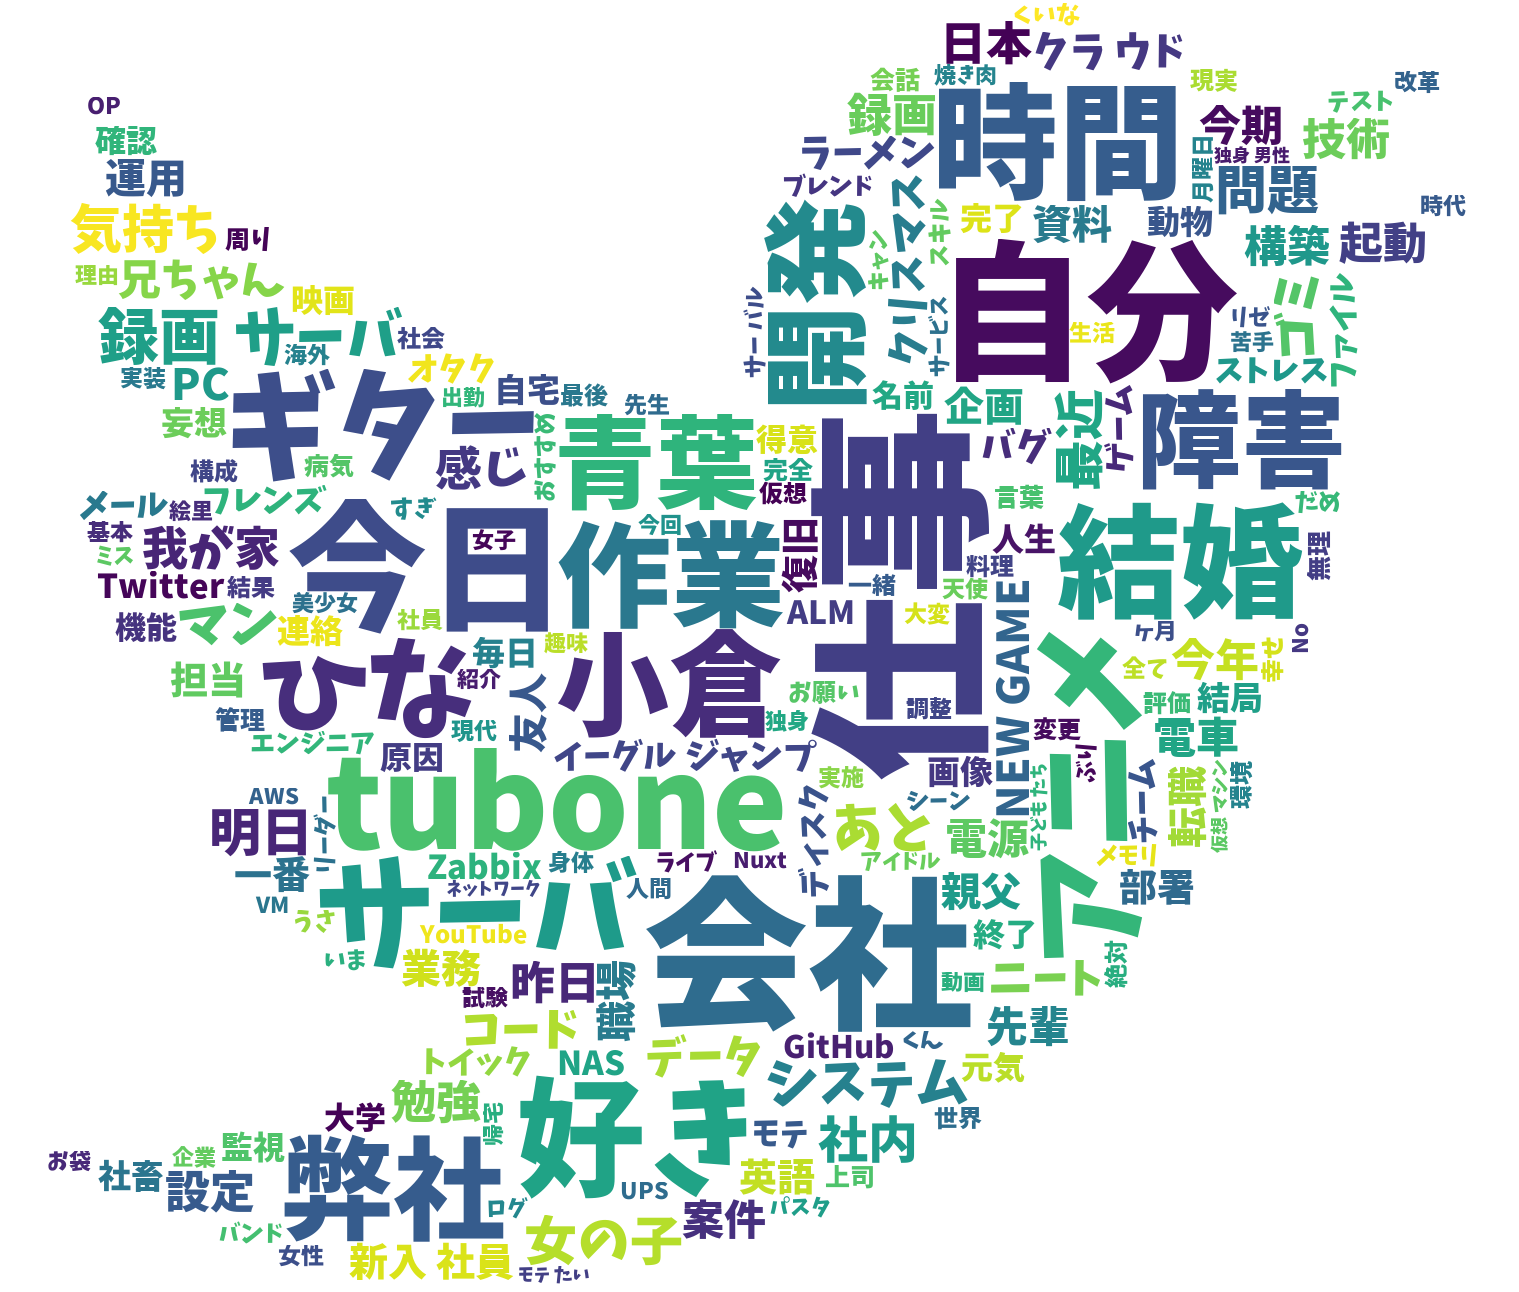 くいな
日本
クラウド
会話
焼き肉
現実
改革
OP
録画
時間
テスト
今期
技術
確認
ラーメン
月曜日
独身 男性
運用
ブレンド
問題
時代
気持ち
周り
開発
クリスマス
スキル
キャン
完了
資料
動物
構築
起動
理由
兄ちゃん
映画
自分
ゴミ
ファイル
録画 サーバ
社会
サーバル
サービス
生活
リゼ
海外
苦手
実装
PC
オタク
ストレス
ギター
出勤
自宅
最後
先生
名前
企画
最近
ゲーム
障害
妄想
感じ
おすすめ
青葉
得意
仕事
バグ
構成
病気
完全
メール
絵里
フレンズ
すぎ
仮想
言葉
だめ
基本
我が家
今日
女子
作業
今回
復旧
人生
結婚
無理
ミス
料理
Twitter
結果
美少女
一緒
天使
NEW GAME
機能
マン
連絡
社員
ALM
大変
ケ月
No
ひな
毎日
趣味
小倉
アニメ
全て
今年
幸せ
担当
紹介
友人
お願い
独身
調整
評価
結局
管理
現代
変更
電車
エンジニア
原因
イーグル ジャンプ
画像
ぶり
チーム
転職
仮想 マシン
環境
tubone
実施
子どもたち
AWS
明日
リーダー
ディスク
あと
シーン
電源
メモリ
一番
Zabbix
身体
ライブ
Nuxt
アイドル
親父
部署
VM
サーバ
ネットワーク
人間
会社
うさ
YouTube
終了
いま
業務
絶対
試験
昨日
職場
動画
ニート
コード
先輩
トイック
NAS
データ
GitHub
くん
勉強
好き
システム
元気
大学
帰宅
世界
お袋
企業
監視
弊社
モテ
社内
社畜
設定
英語
上司
UPS
ログ
案件
パスタ
バンド
女の子
女性
新入 社員
モテたい